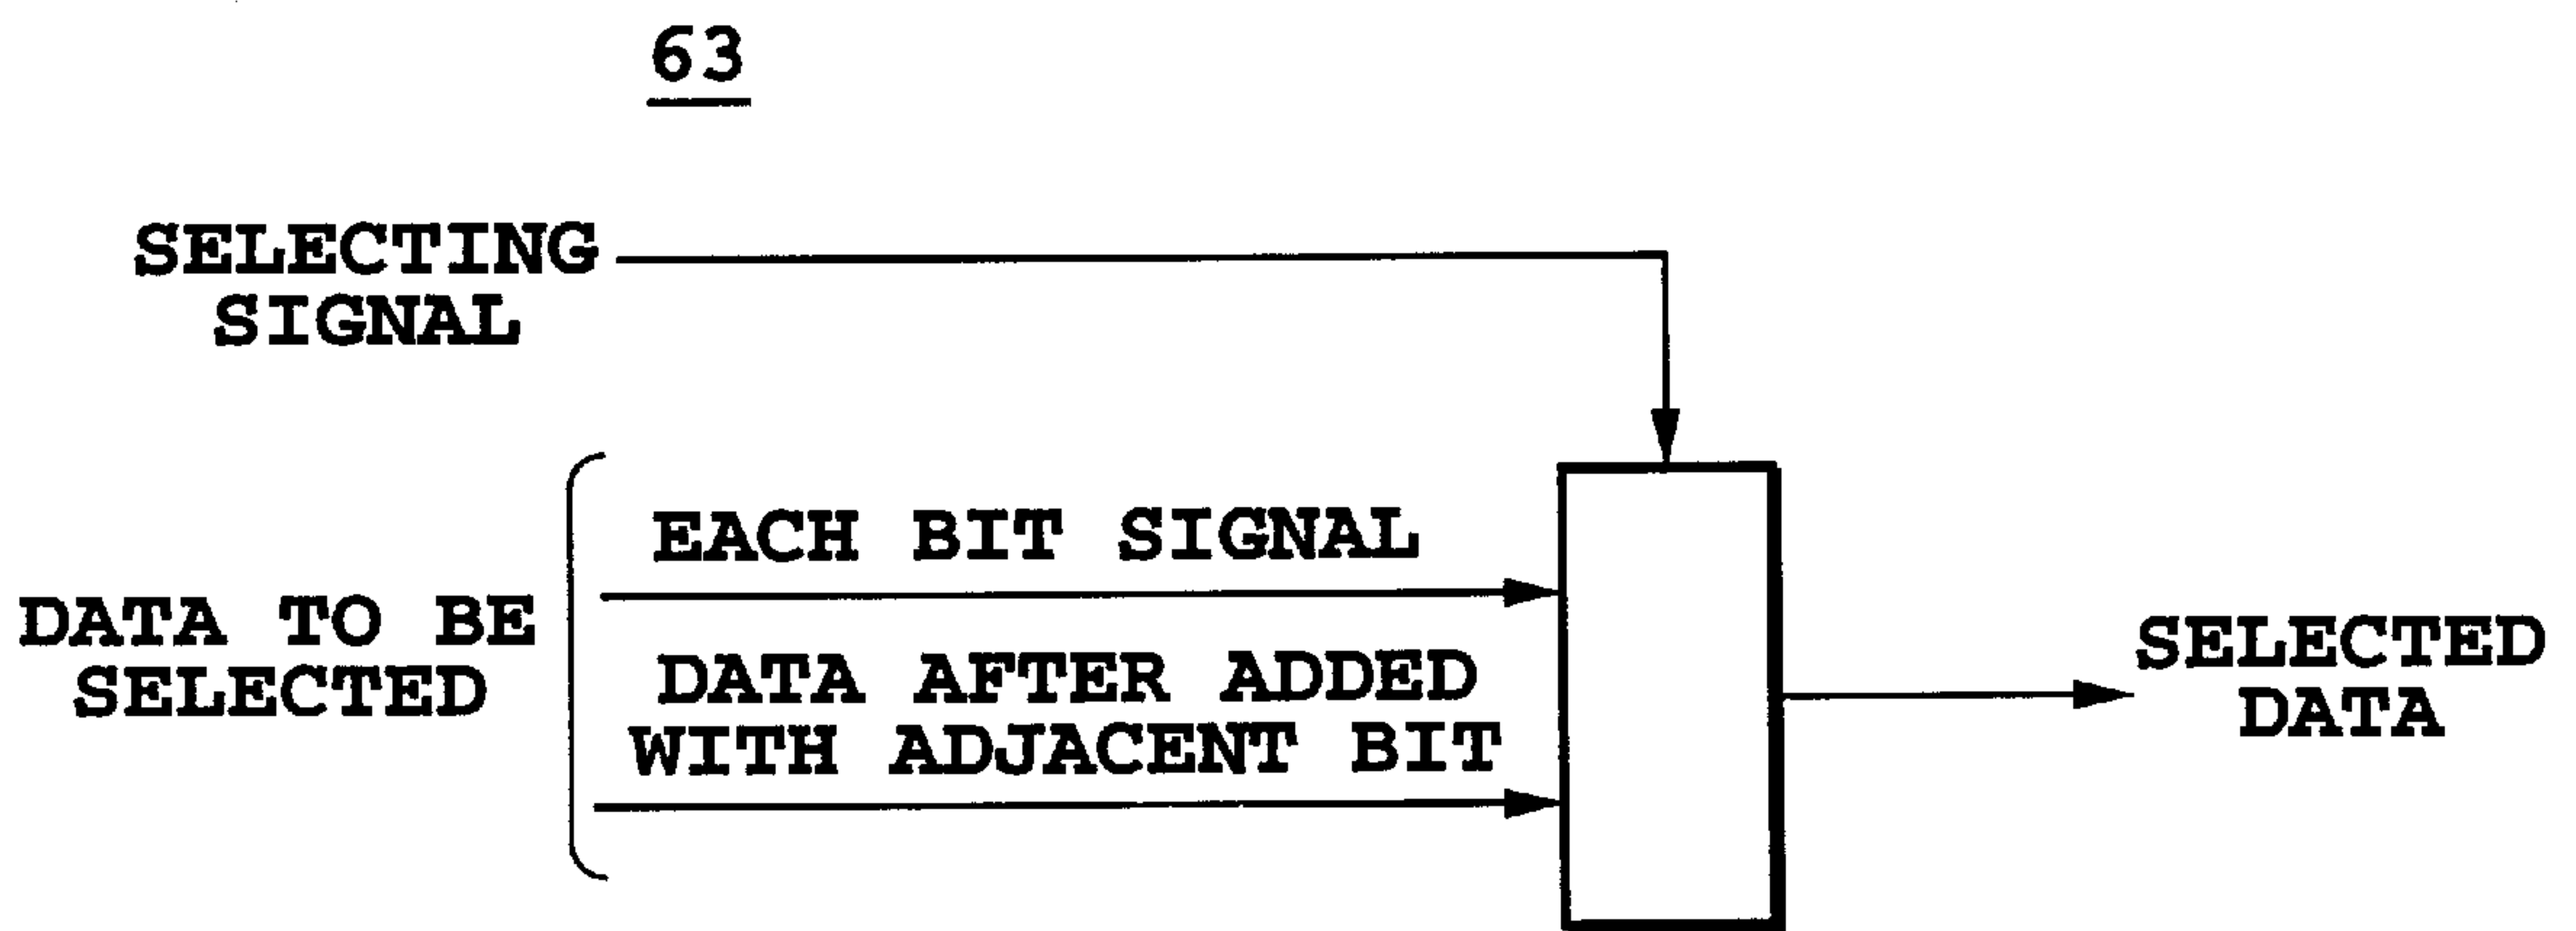 63
SELECTING
SIGNAL
EACH BIT SIGNAL
DATA TO BE
SELECTED
DATA AFTER ADDED
WITH ADJACENT BIT
SELECTED
DATA